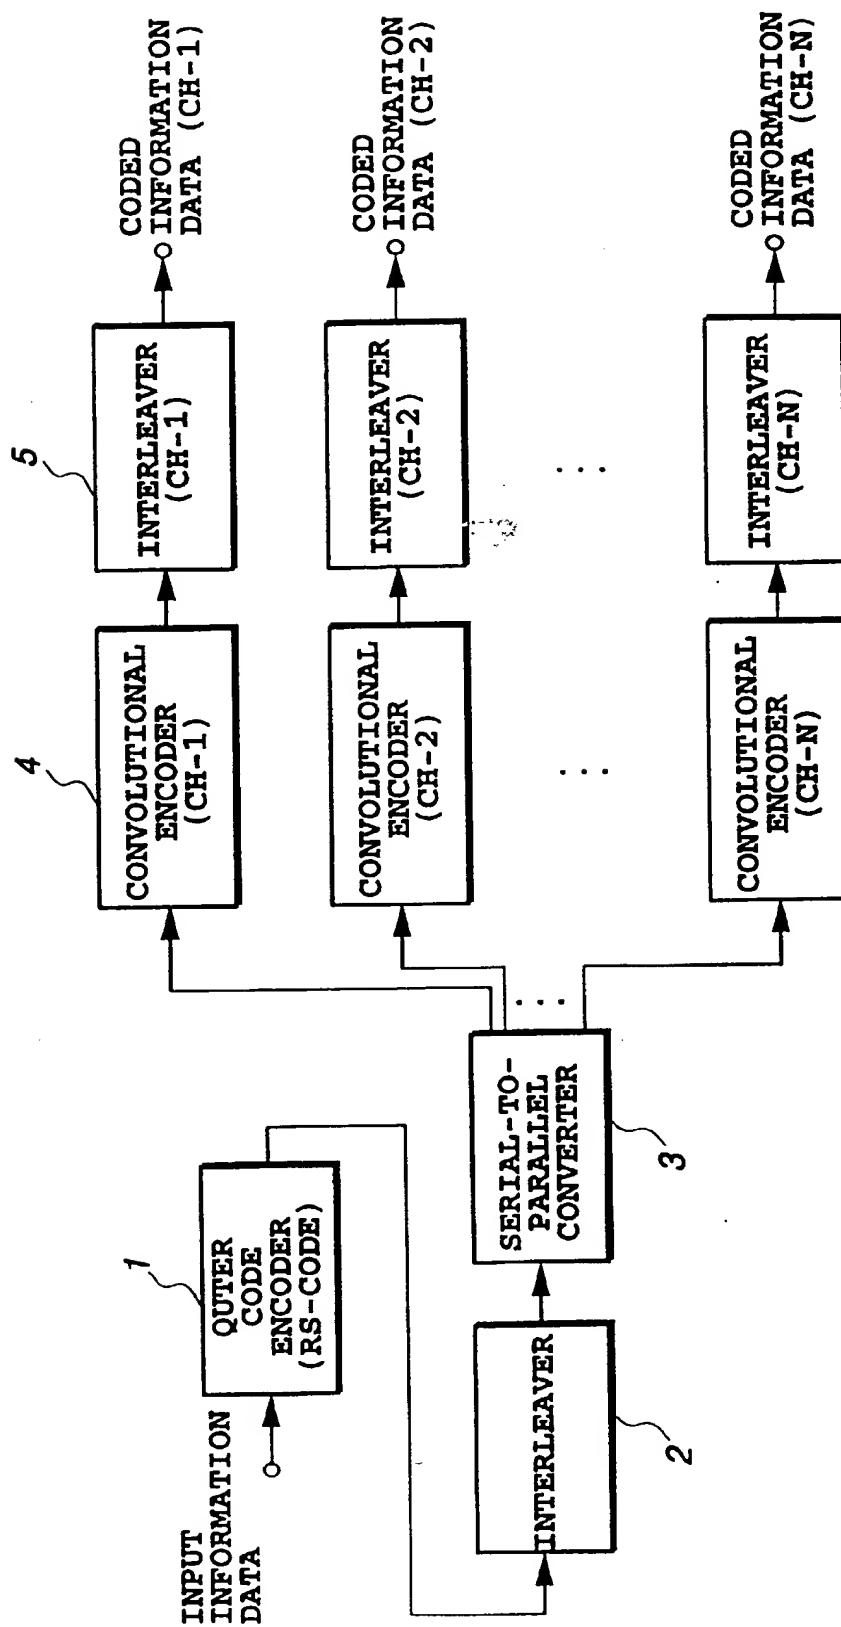 INPUT
INFORMATION
DATA
1
QUTER
CODE
ENCODER
(RS-CODE)
INTERLEAVER
2
SERIAL-TO-
PARALLEL
CONVERTER
3
...
4
CONVOLUTIONAL
ENCODER
(CH-1)
5
INTERLEAVER
(CH-1)
CODED
INFORMATION
DATA (CH-1)
CONVOLUTIONAL
ENCODER
(CH-2)
INTERLEAVER
(CH-2)
CODED
INFORMATION
DATA (CH-2)
...
...
CONVOLUTIONAL
ENCODER
(CH-N)
INTERLEAVER
(CH-N)
CODED
INFORMATION
DATA (CH-N)